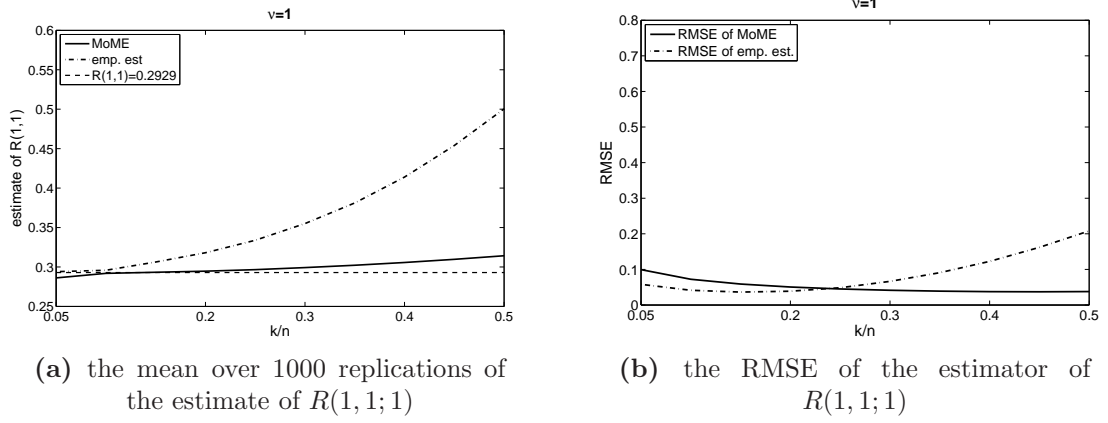 ν=1
0.6
0.55
0.5
0.45
0.4
0.35
0.3
0.25
estimate of R(1,1)
MoME
emp. est
R(1,1)=0.2929
0.05
0.2
0.3
0.4
0.5
k/n
(a) the mean over 1000 replications of
the estimate of R(1, 1; 1)
ν=1
0.8
0.7
0.6
0.5
0.4
0.3
0.2
0.1
0
RMSE
RMSE of MoME
RMSE of emp. est.
0.05
0.2
0.3
0.4
0.5
k/n
(b) the RMSE of the estimator of
R(1, 1; 1)